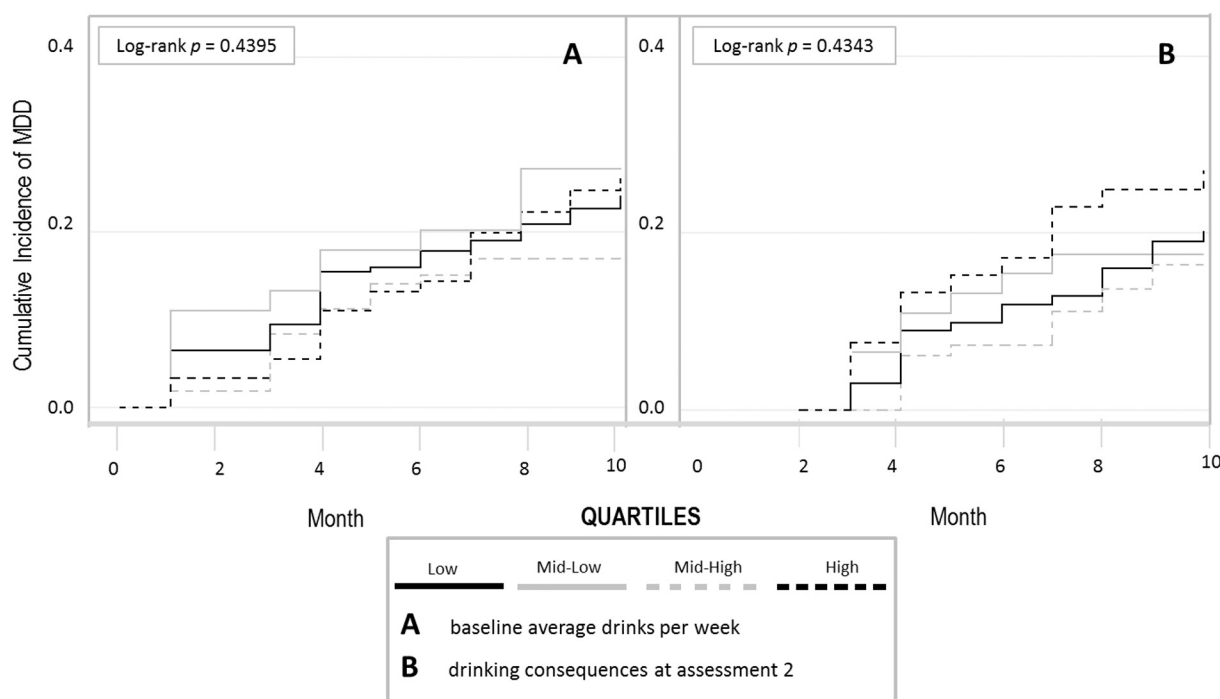 Log-rank p = 0.4395
A
Log-rank p = 0.4343
B
Cumulative Incidence of MDD
0.4
0.2
0.0
0.4
0.2
0.0
0 2 4 6 8 10
0 2 4 6 8 10
Month
QUARTILES
Month
Low Mid-Low Mid-High High
A baseline average drinks per week
B drinking consequences at assessment 2